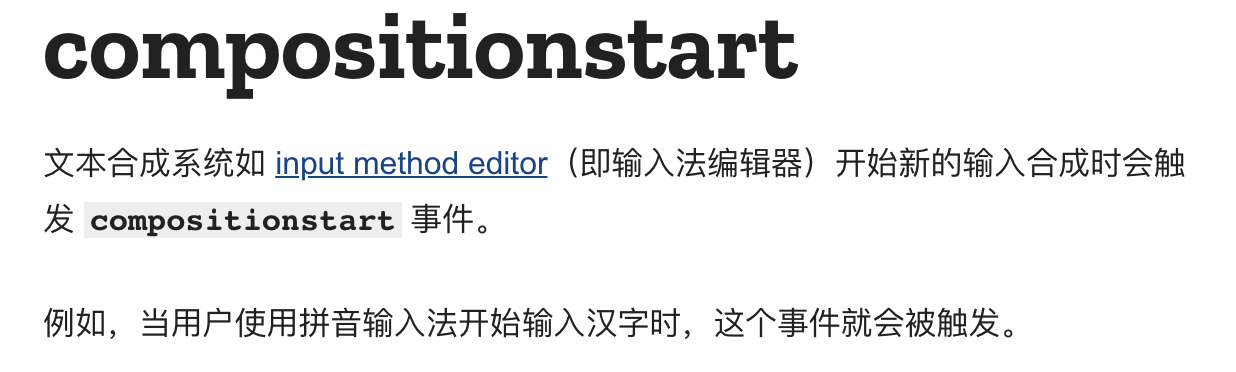 compositionstart
文本合成系统如 input method editor（即输入法编辑器）开始新的输入合成时会触
发 compositionstart 事件。
例如，当用户使用拼音输入法开始输入汉字时，这个事件就会被触发。